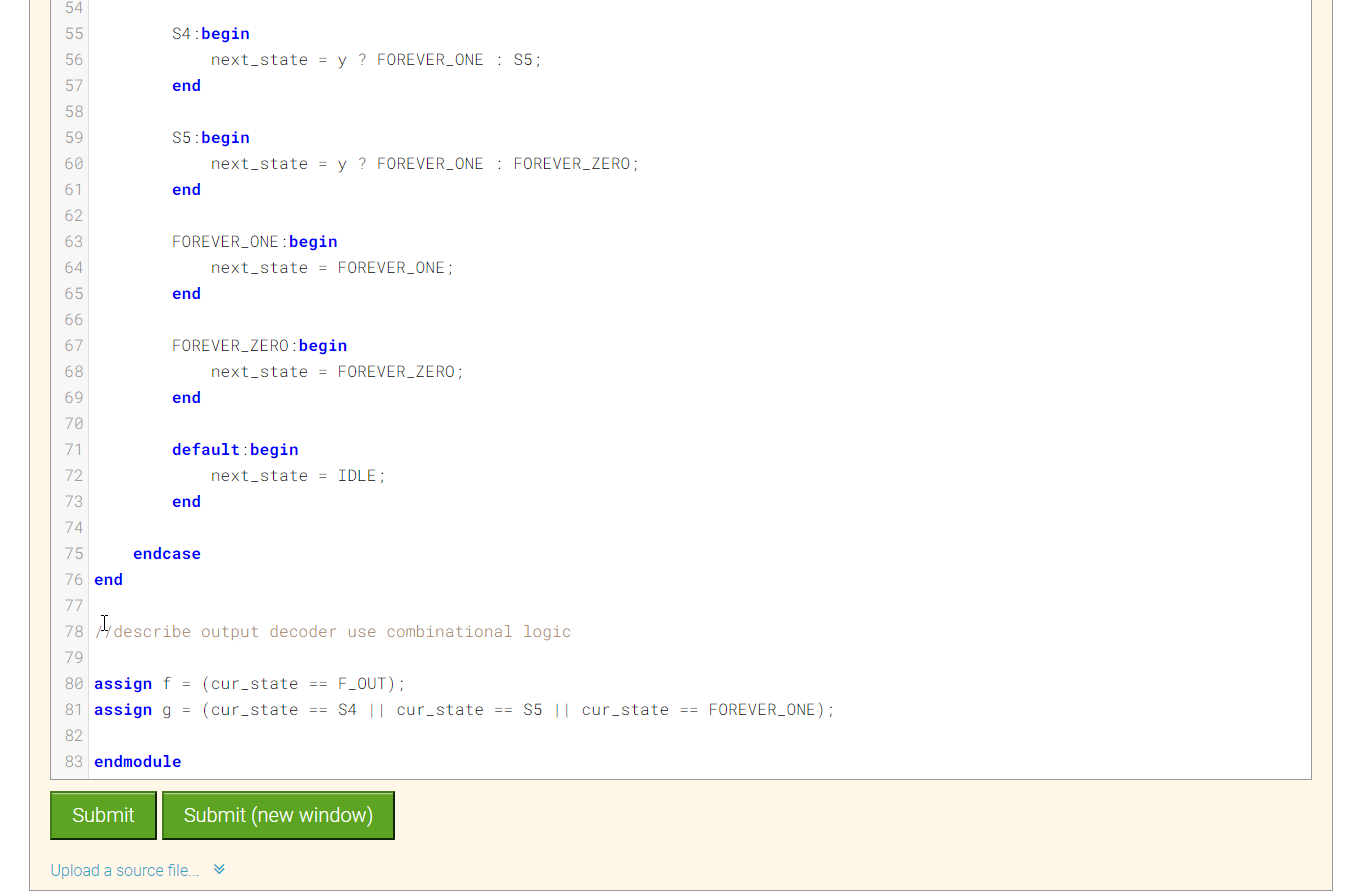 54
55 S4:begin
56 next_state = y ? FOREVER_ONE : S5;
57 end
58
59 S5:begin
60 next_state = y ? FOREVER_ONE : FOREVER_ZERO;
61 end
62
63 FOREVER_ONE:begin
64 next_state = FOREVER_ONE;
65 end
66
67 FOREVER_ZERO:begin
68 next_state = FOREVER_ZERO;
69 end
70
71 default:begin
72 next_state = IDLE;
73 end
74
75 endcase
76 end
77
78 //describe output decoder use combinational logic
79
80 assign f = (cur_state == F_OUT);
81 assign g = (cur_state == S4 || cur_state == S5 || cur_state == FOREVER_ONE);
82
83 endmodule
Submit Submit (new window)
Upload a source file...